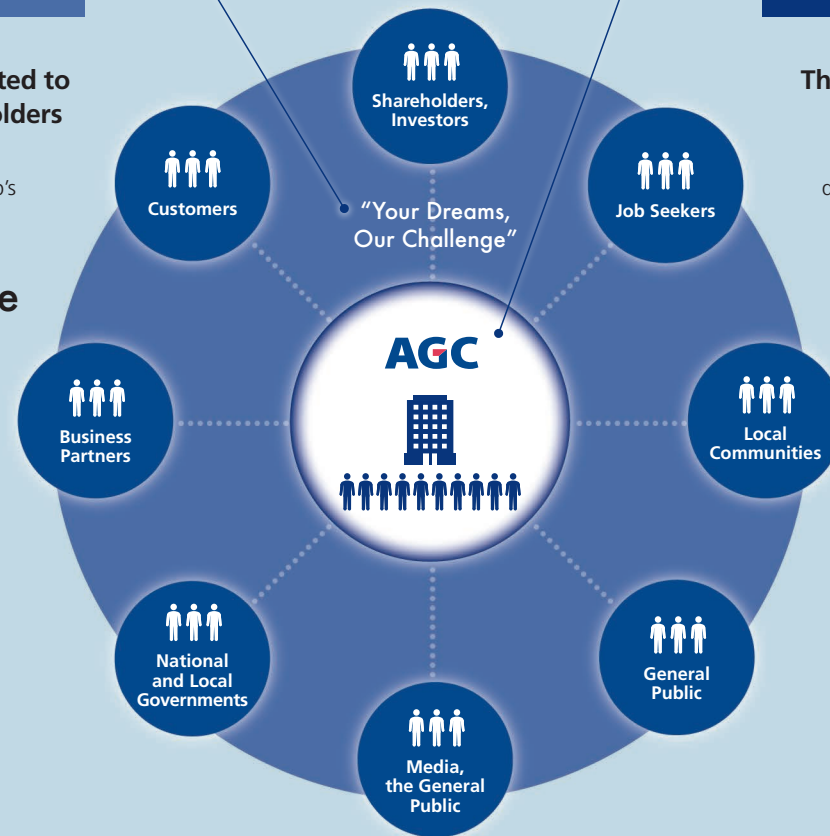 ted to
olders
o's
e
Th
d
Shareholders,
Investors
Customers
Job Seekers
“Your Dreams,
Our Challenge”
AGC
Business
Partners
Local
Communities
National
and Local
Governments
General
Public
Media,
the General
Public